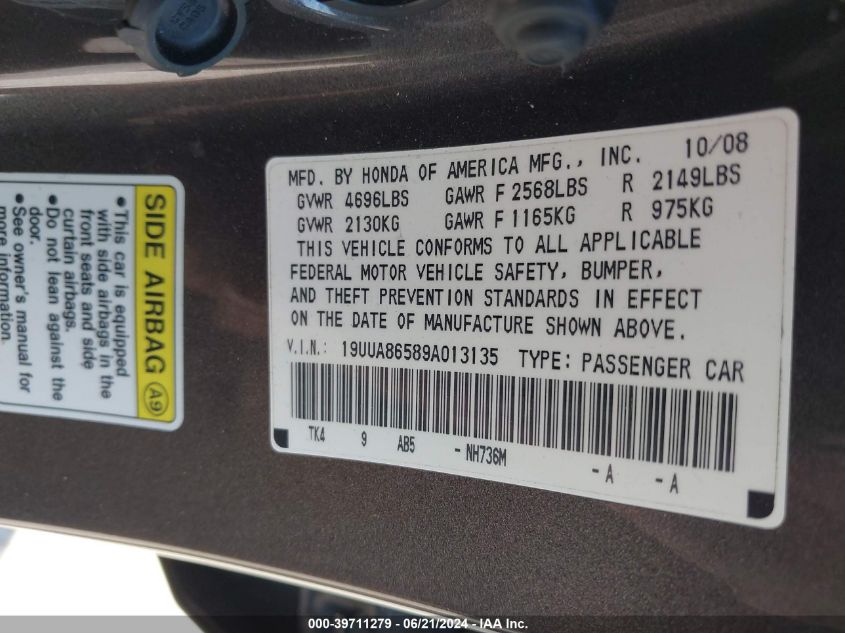 MFD. BY HONDA OF AMERICA MFG., INC. 10/08
GVWR 4696LBS GAWR F 2568LBS R 2149LBS
GVWR 2130KG GAWR F 1165KG R 975KG
THIS VEHICLE CONFORMS TO ALL APPLICABLE
FEDERAL MOTOR VEHICLE SAFETY, BUMPER,
AND THEFT PREVENTION STANDARDS IN EFFECT
ON THE DATE OF MANUFACTURE SHOWN ABOVE.
V.I.N.: 19UUA86589A013135 TYPE: PASSENGER CAR
TK4 9 AB5 - NH736M - A - A
SIDE AIRBAG A9
•This car is equipped
with side airbags in the
front seats and side
curtain airbags.
•Do not lean against the
door.
•See owner's manual for
more information.
000-39711279 - 06/21/2024 - IAA Inc.